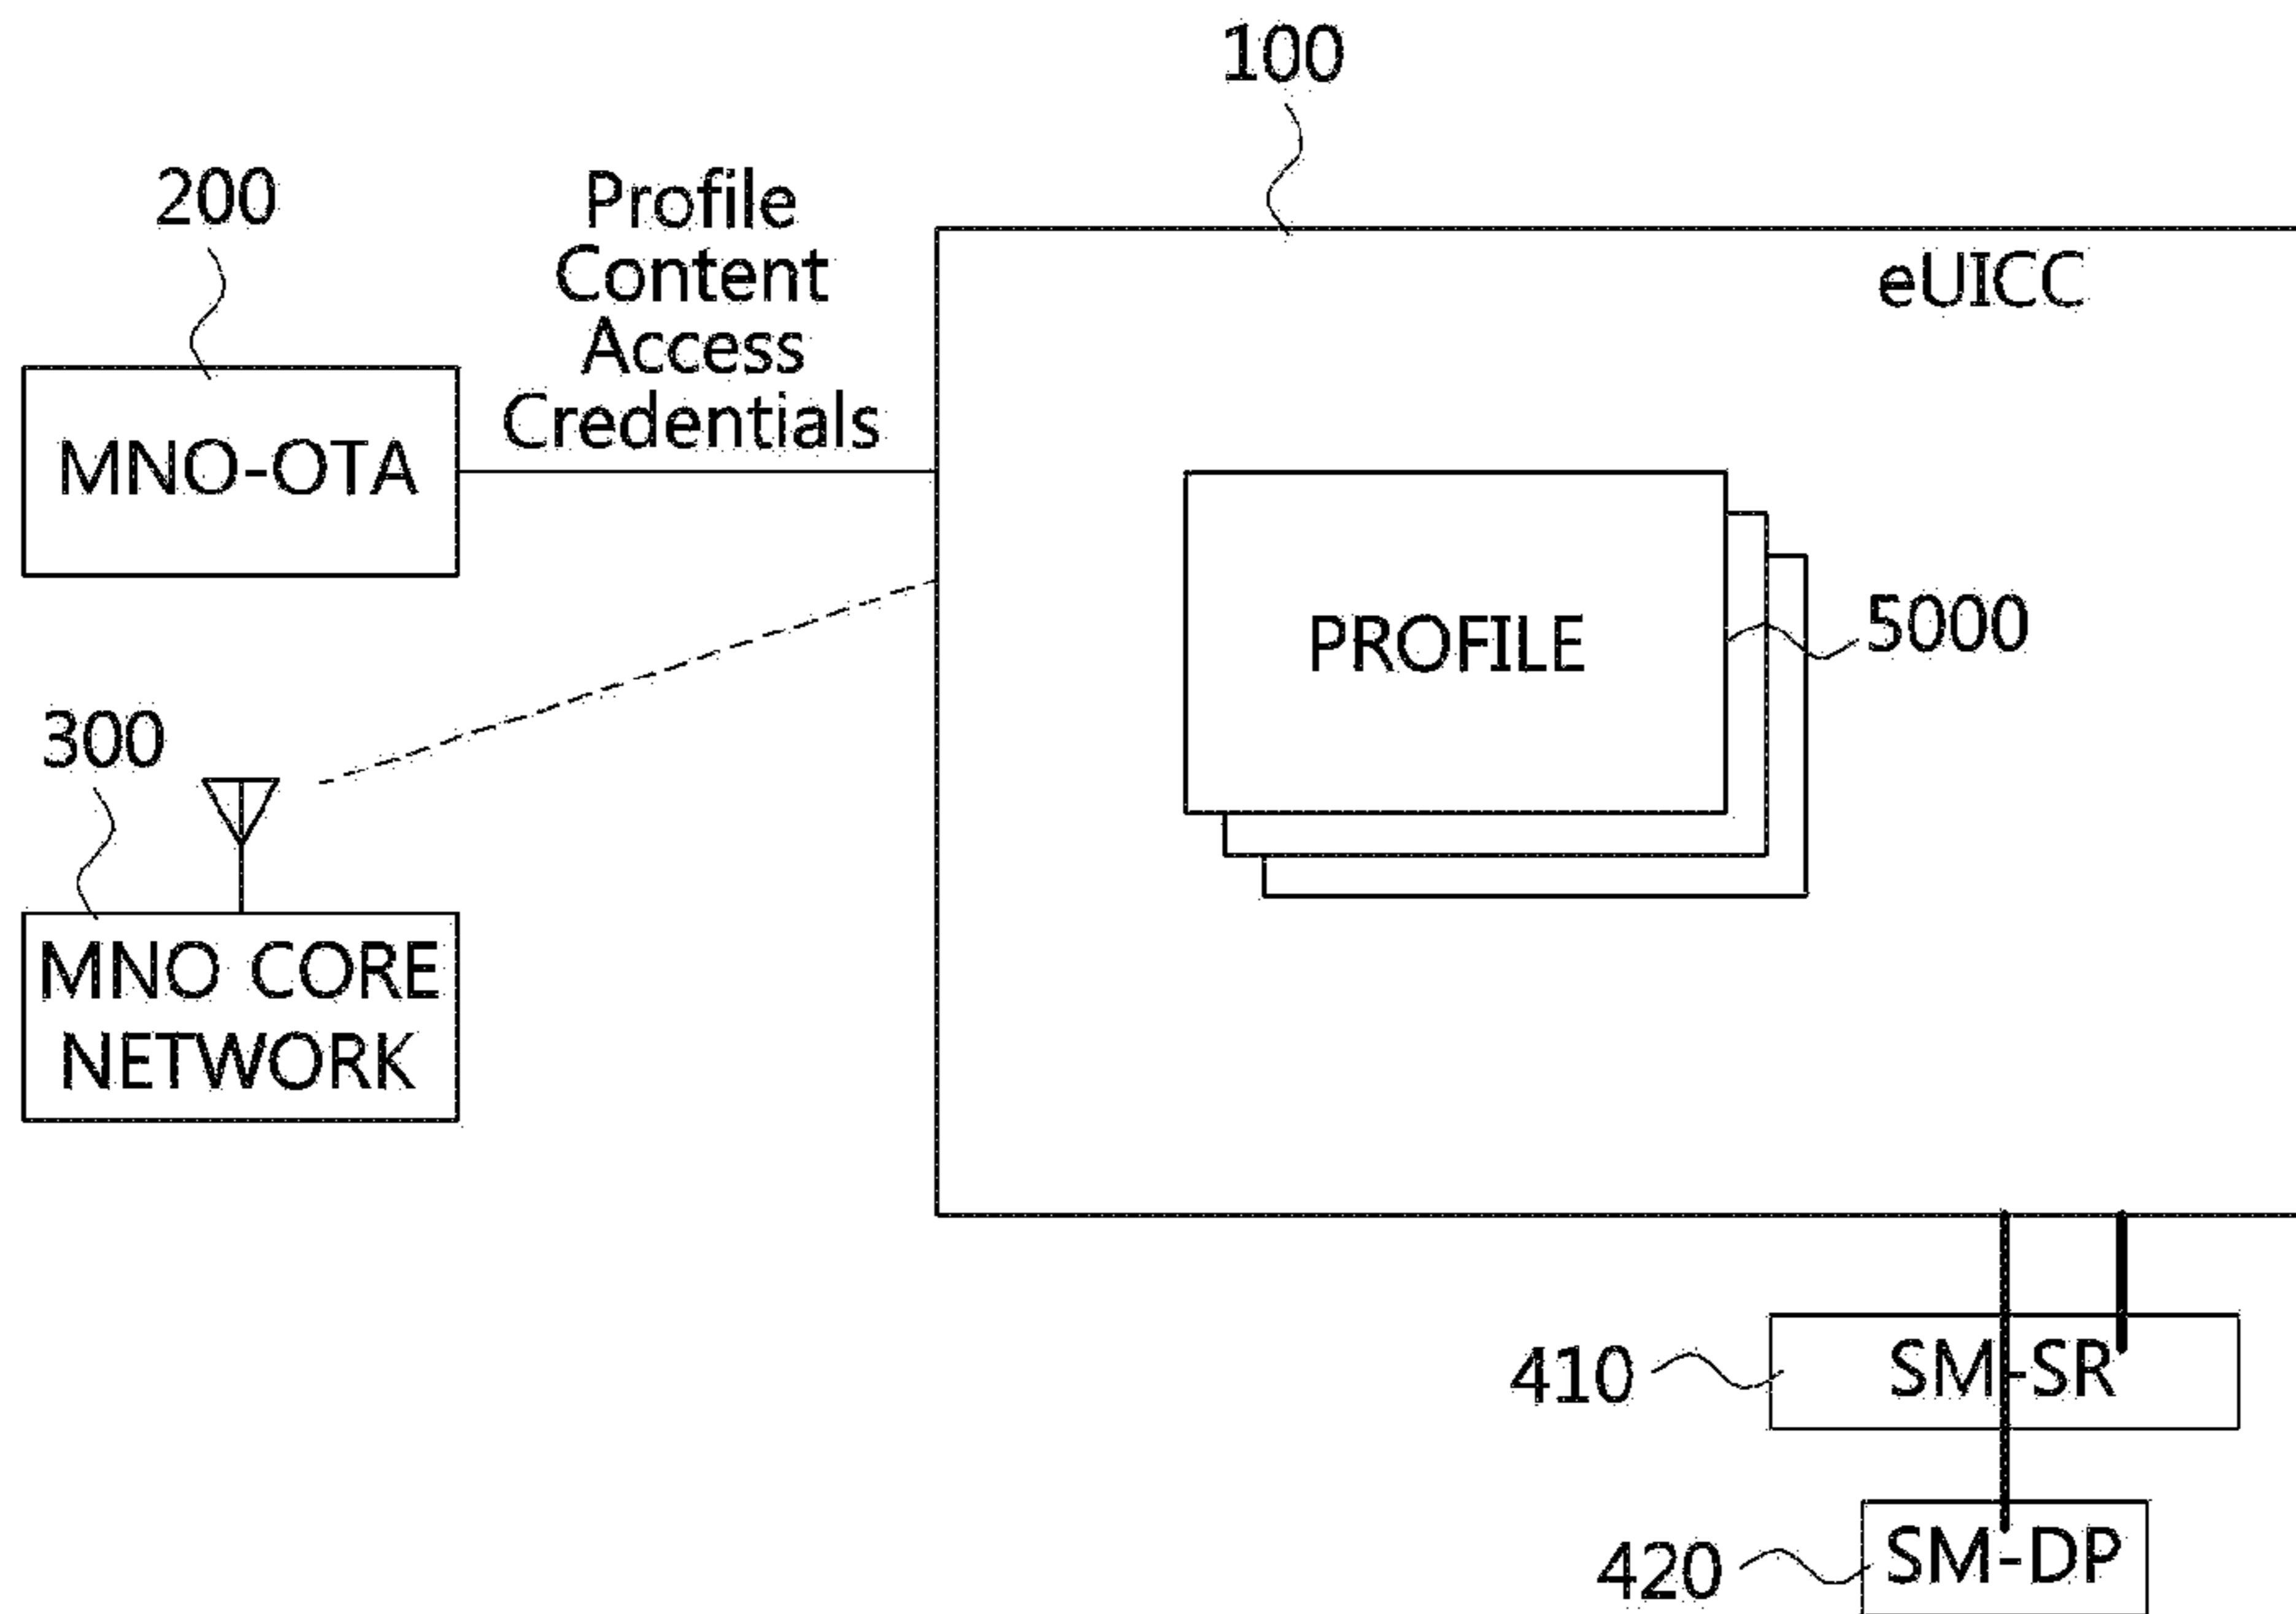 100
200
Profile
Content
Access
Credentials
eUICC
MNO-OTA
PROFILE
5000
300
MNO CORE
NETWORK
410
SM-SR
420
SM-DP